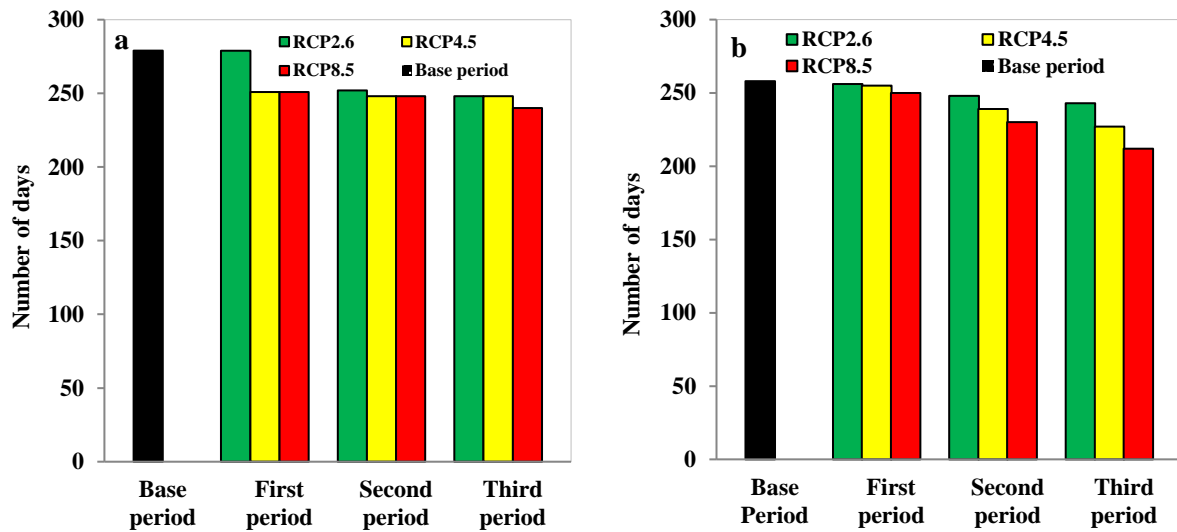 a
RCP2.6 RCP4.5
RCP8.5 Base period
Number of days
300
250
200
150
100
50
0
Base period
First period
Second period
Third period
b
RCP2.6 RCP4.5
RCP8.5 Base period
Number of days
300
250
200
150
100
50
0
Base Period
First period
Second period
Third period